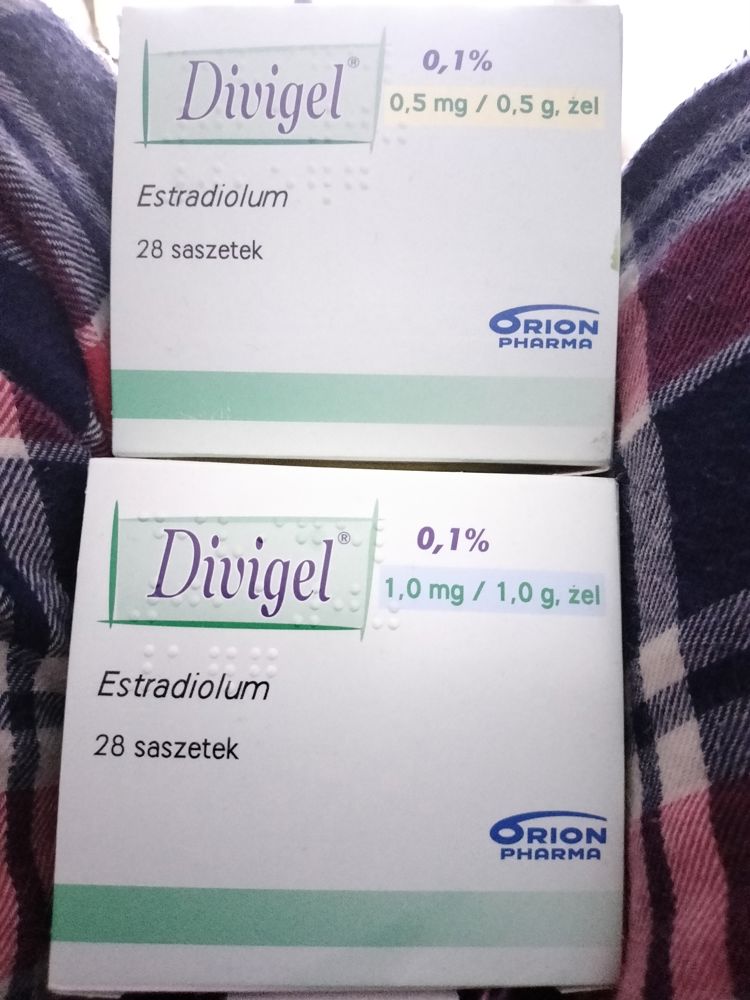 Divigel®
0,1%
0,5 mg / 0,5 g, żel
Estradiolum
28 saszetek
ORION
PHARMA
Divigel®
0,1%
1,0 mg / 1,0 g, żel
Estradiolum
28 saszetek
ORION
PHARMA